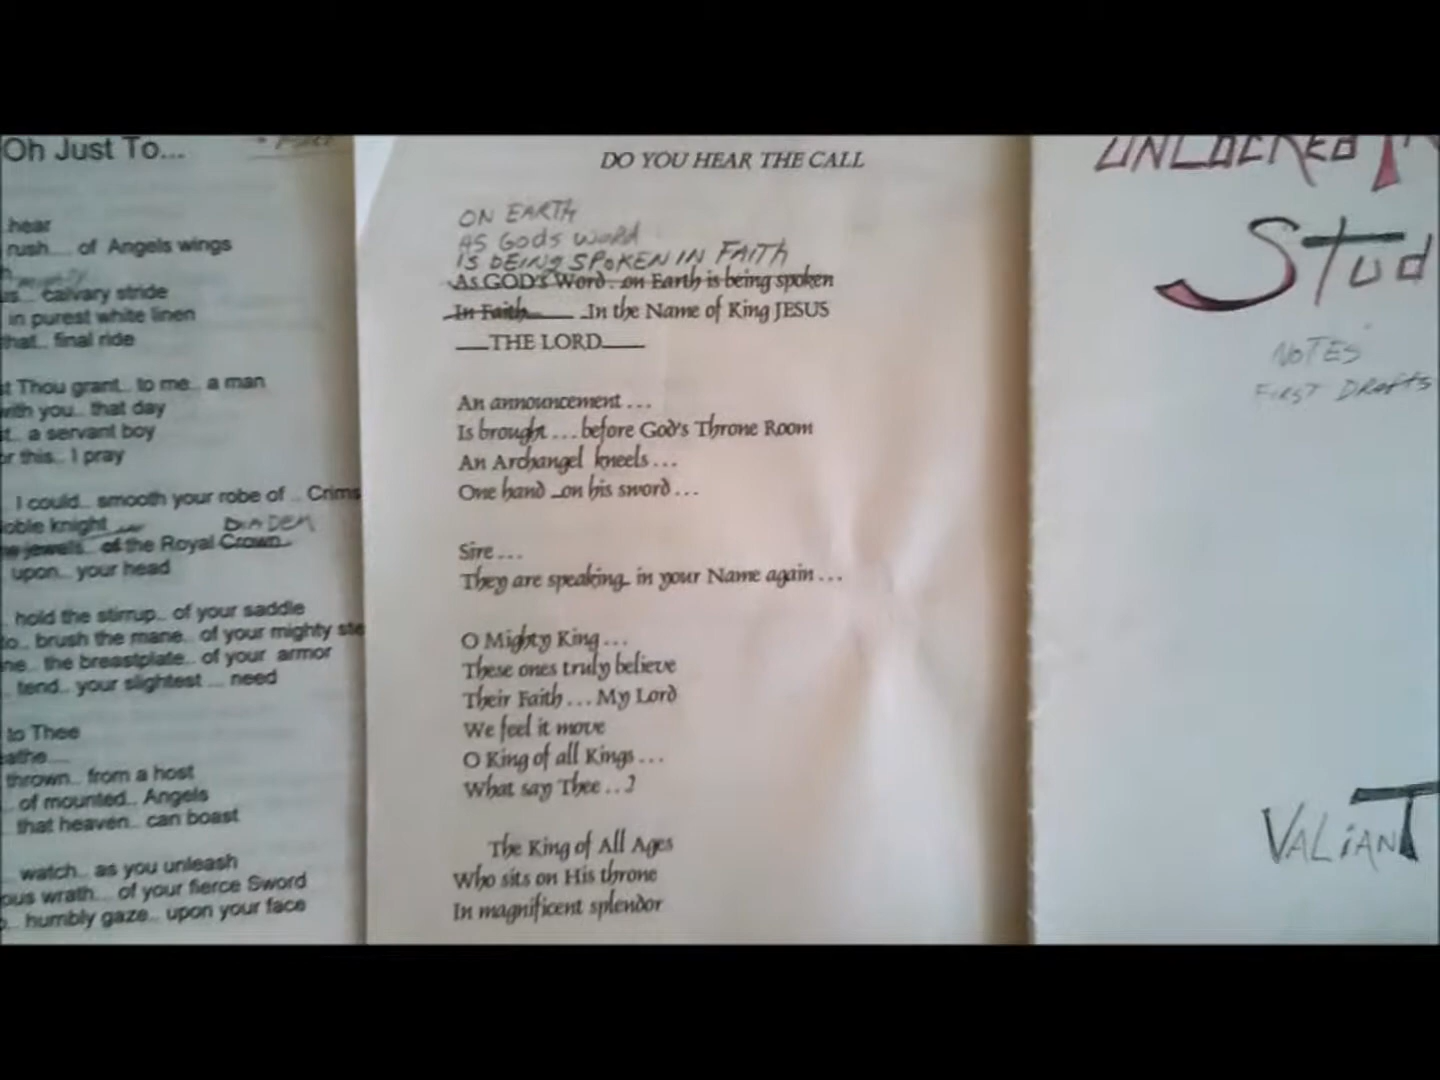 Oh Just To...
hear
rush.... of Angels wings
calvary stride
in purest white linen
that.. final ride
Thou grant.. to me.. a man
with you.. that day
a servant boy
for this.. I pray
I could.. smooth your robe of ..
knight
DIADEM
jewels.. of the Royal Crown..
upon.. your head
hold the stirrup.. of your saddle
brush the mane.. of your mighty
the breastplate.. of your armor
tend.. your slightest ... need
to Thee
thrown.. from a host
of mounted.. Angels
that heaven.. can boast
watch.. as you unleash
wrath... of your fierce Sword
humbly gaze.. upon your face
DO YOU HEAR THE CALL
ON EARTH
AS GODS WORD
IS BEING SPOKEN IN FAITH
As GOD's Word.. on Earth is being spoken
In Faith.... ..In the Name of King JESUS
THE LORD
An announcement ...
Is brought ... before God's Throne Room
An Archangel kneels ...
One hand ..on his sword ...
Sire ...
They are speaking.. in your Name again ...
O Mighty King ...
These ones truly believe
Their Faith ... My Lord
We feel it move
O King of all Kings ...
What say Thee ...?
The King of All Ages
Who sits on His throne
In magnificent splendor
UNLOCKED
NOTES
FIRST DRAFTS
VALIANT